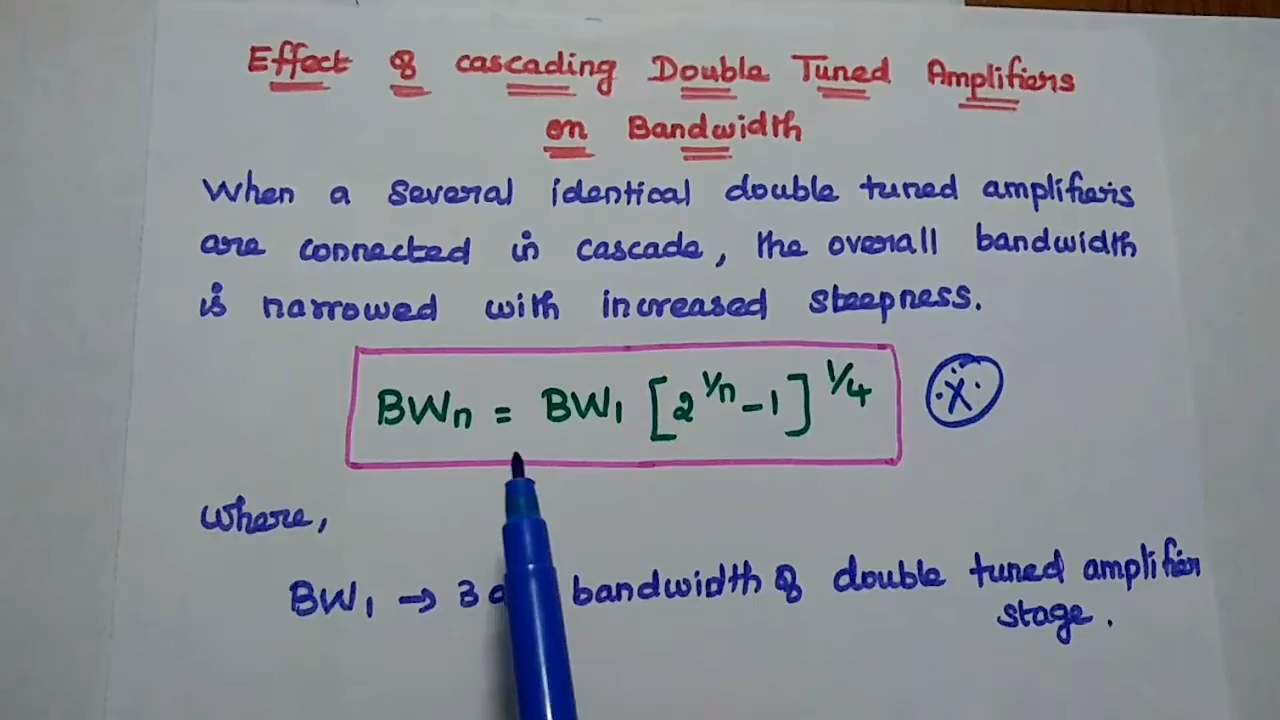 Effect of cascading Double Tuned Amplifiers
on Bandwidth
When a several identical double tuned amplifiers
are connected in cascade, the overall bandwidth
is narrowed with increased steepness.
BWn = BW1 [2^1/n - 1]^1/4
where,
BW1 → 3 bandwidth of double tuned amplifier
stage.